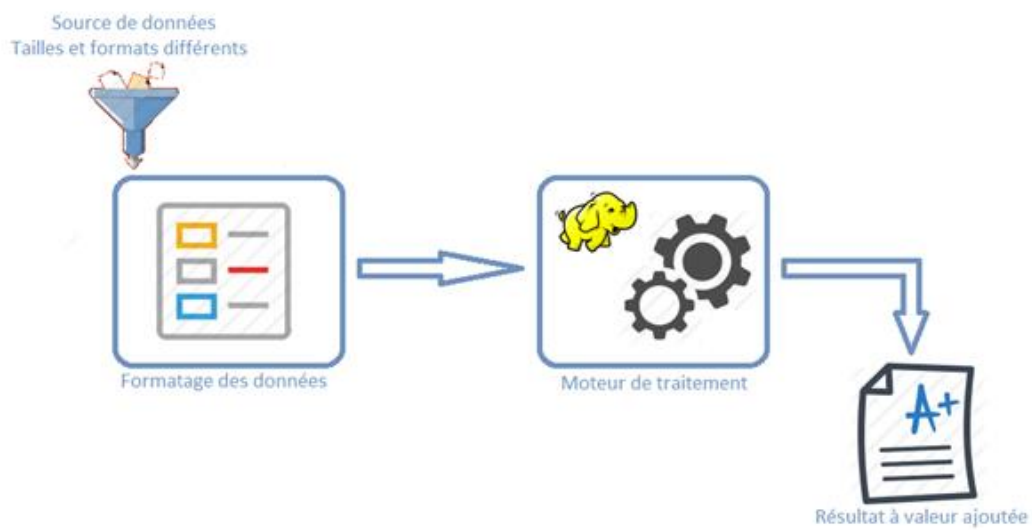 Source de données
Tailles et formats différents
Formatage des données
Moteur de traitement
A+
Résultat à valeur ajoutée